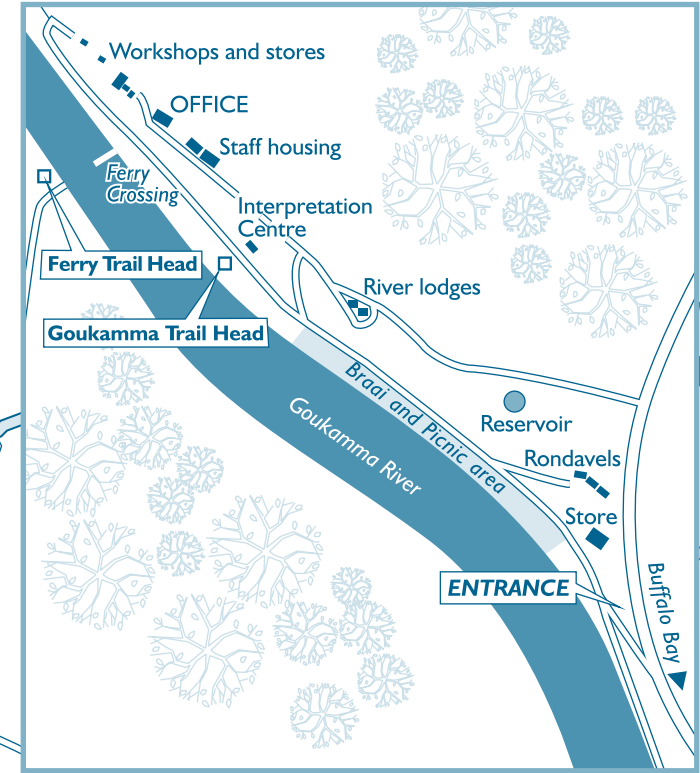 Workshops and stores
OFFICE
Staff housing
Ferry
Crossing
Interpretation
Centre
Ferry Trail Head
River lodges
Goukamma Trail Head
Braai and Picnic area
Reservoir
Goukamma River
Rondavels
Store
ENTRANCE
Buffalo Bay